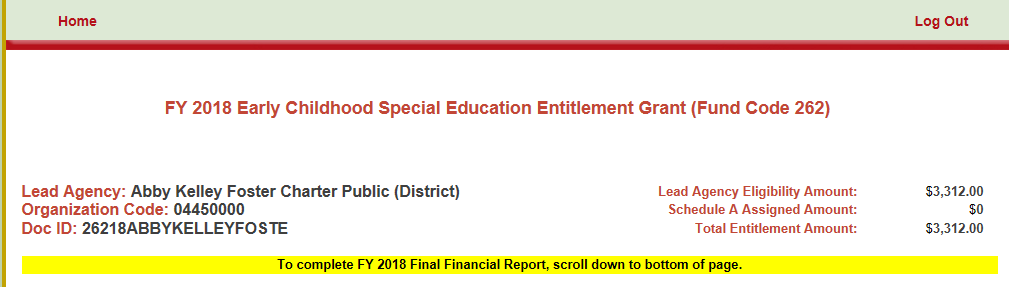 Home Log Out
FY 2018 Early Childhood Special Education Entitlement Grant (Fund Code 262)
Lead Agency: Abby Kelley Foster Charter Public (District)
Organization Code: 04450000
Doc ID: 26218ABBYKELLEYFOSTE
Lead Agency Eligibility Amount: $3,312.00
Schedule A Assigned Amount: $0
Total Entitlement Amount: $3,312.00
To complete FY 2018 Final Financial Report, scroll down to bottom of page.